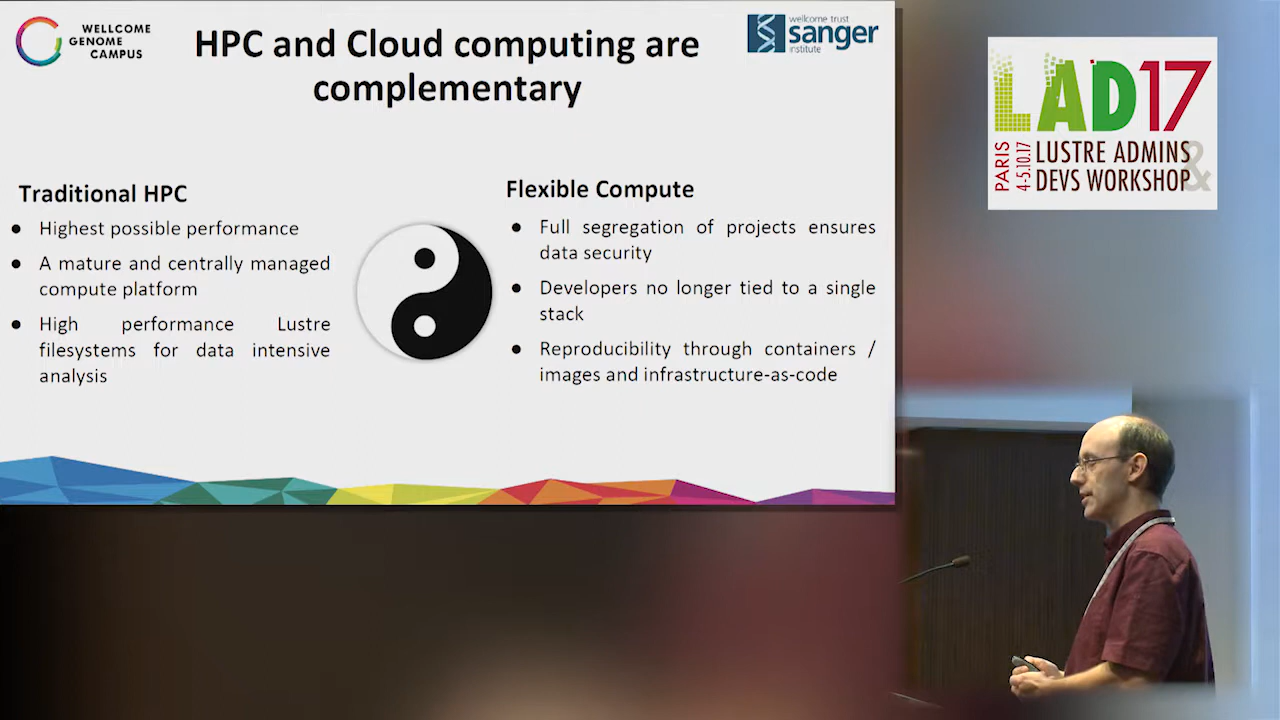 WELLCOME
GENOME
CAMPUS
HPC and Cloud computing are
complementary
wellcome trust
sanger
institute
Traditional HPC
● Highest possible performance
● A mature and centrally managed
compute platform
● High performance Lustre
filesystems for data intensive
analysis
Flexible Compute
● Full segregation of projects ensures
data security
● Developers no longer tied to a single
stack
● Reproducibility through containers /
images and infrastructure-as-code
LAD17
PARIS
4-5.10.17
LUSTRE ADMINS
& DEVS WORKSHOP